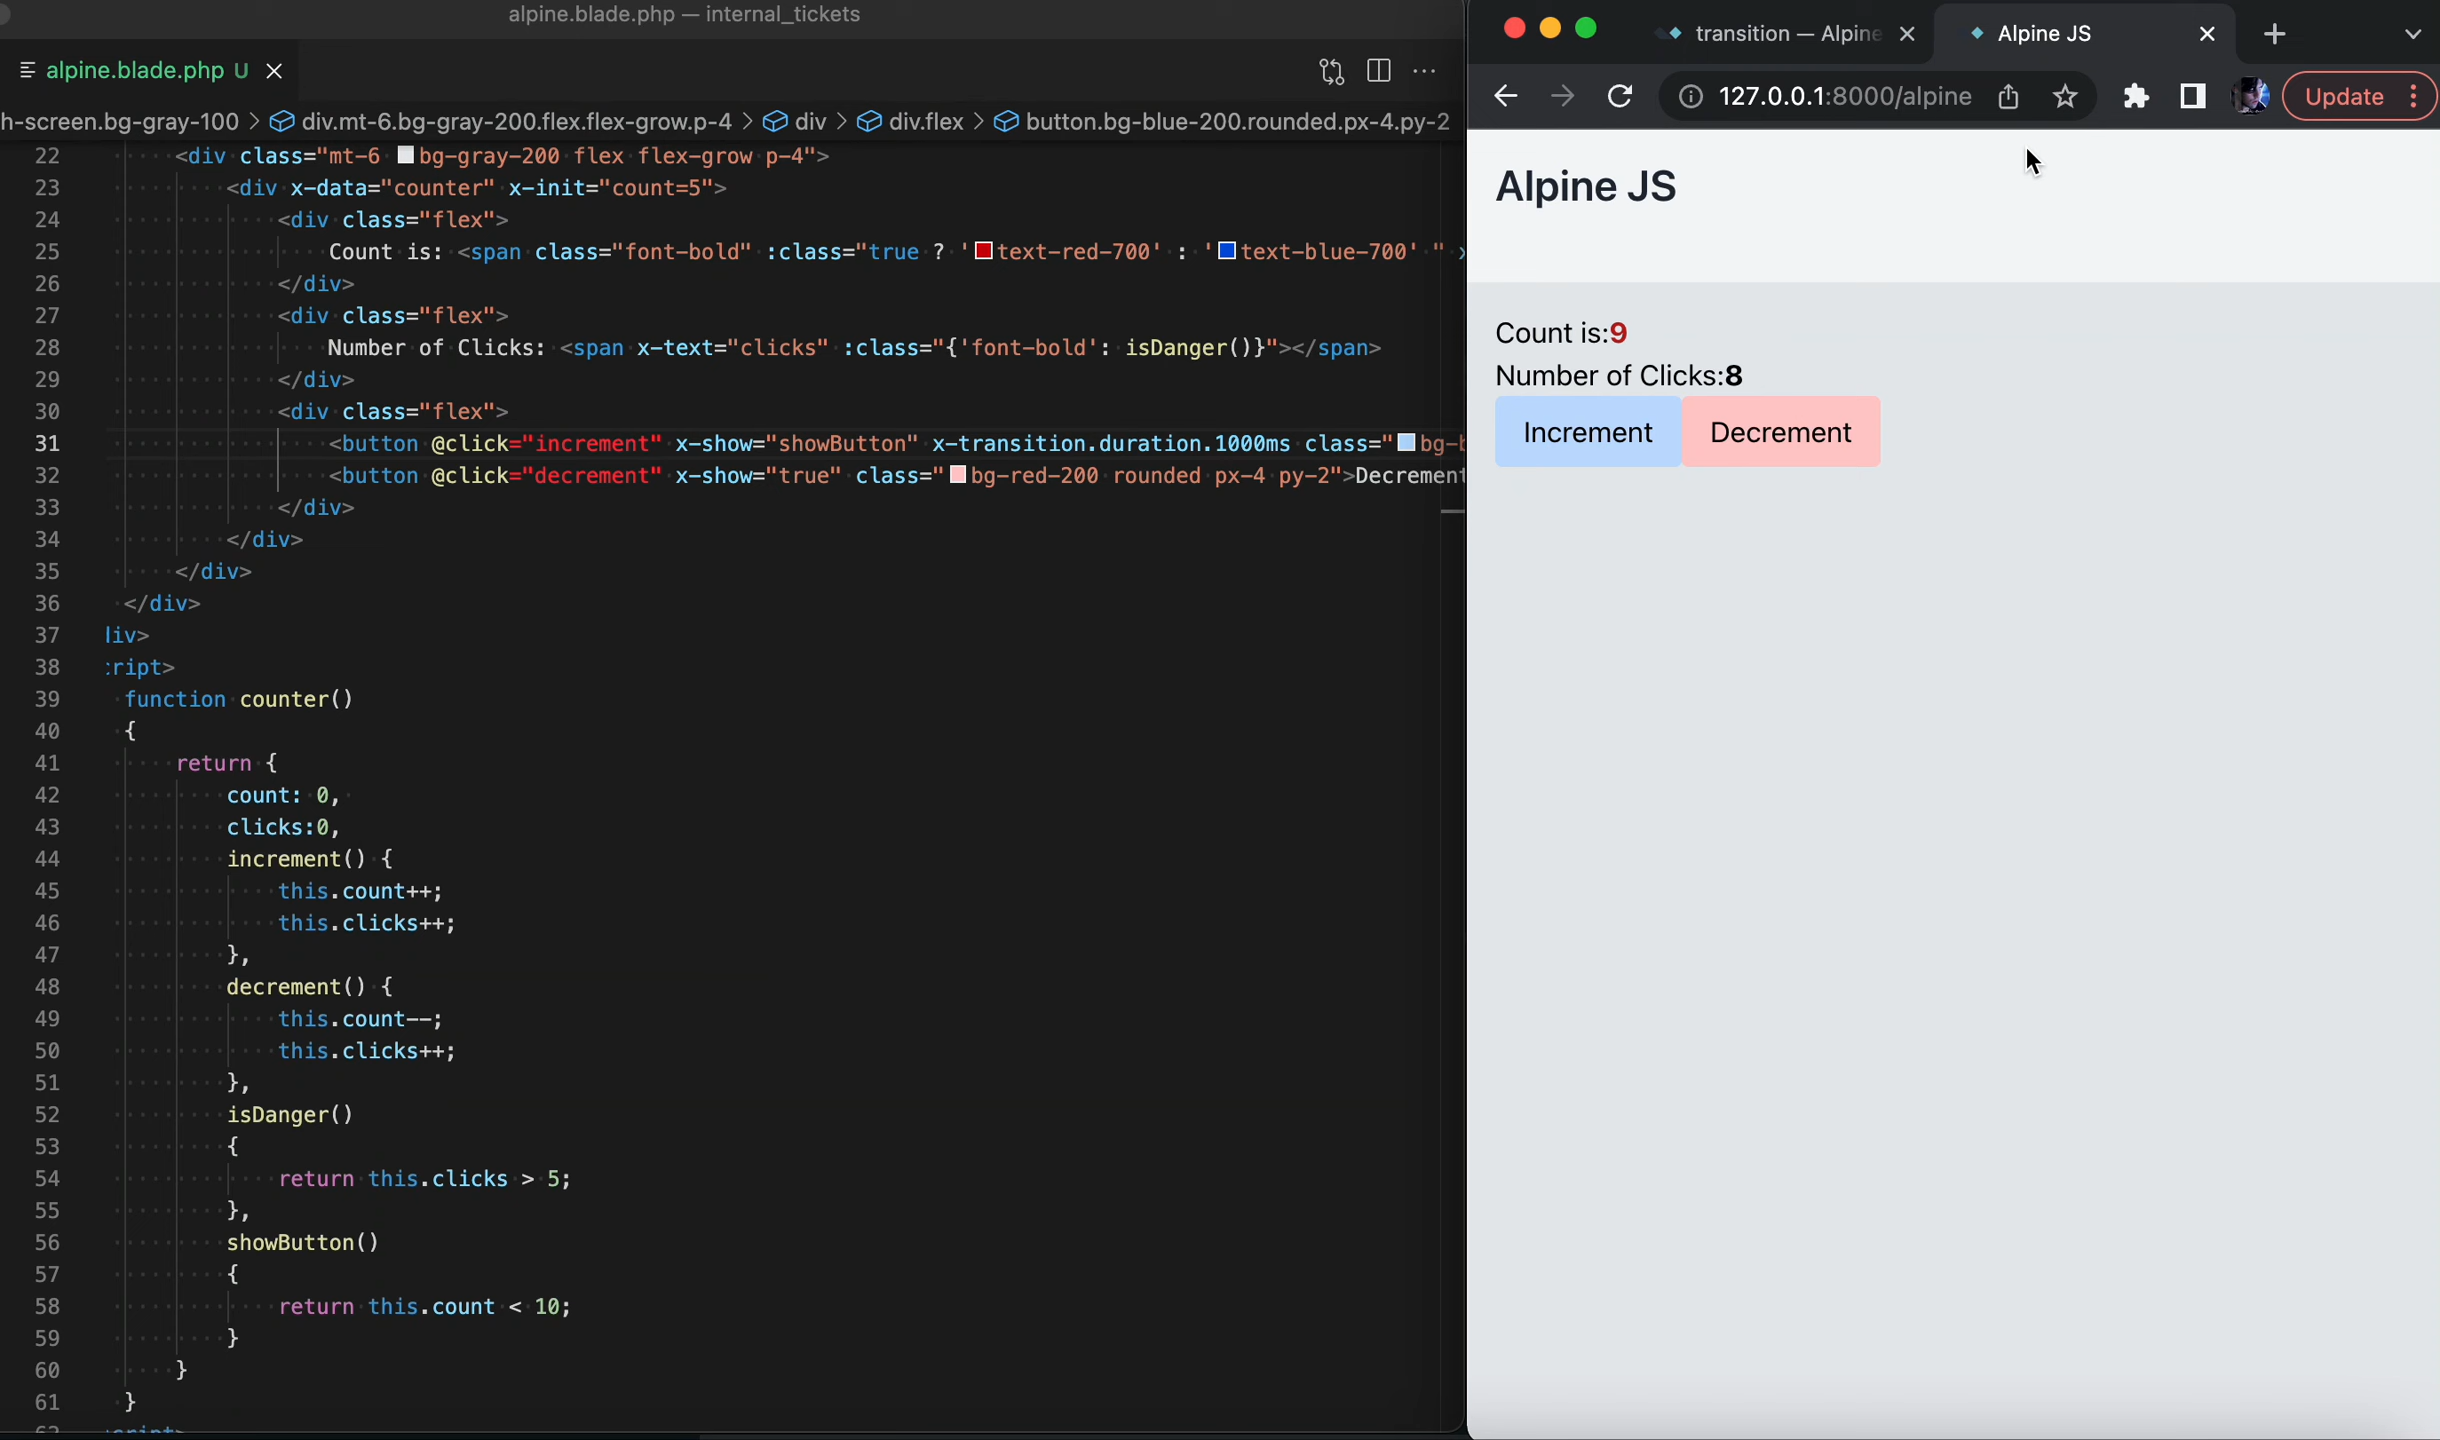 alpine.blade.php — internal_tickets
alpine.blade.php U
h-screen.bg-gray-100 > div.mt-6.bg-gray-200.flex.flex-grow.p-4 > div > div.flex > button.bg-blue-200.rounded.px-4.py-2
22 <div class="mt-6 bg-gray-200 flex flex-grow p-4">
23 <div x-data="counter" x-init="count=5">
24 <div class="flex">
25 Count is: <span class="font-bold" :class="true ? 'text-red-700' : 'text-blue-700' " x
26 </div>
27 <div class="flex">
28 Number of Clicks: <span x-text="clicks" :class="{'font-bold': isDanger()}"></span>
29 </div>
30 <div class="flex">
31 <button @click="increment" x-show="showButton" x-transition.duration.1000ms class="bg-b
32 <button @click="decrement" x-show="true" class="bg-red-200 rounded px-4 py-2">Decrement
33 </div>
34 </div>
35 </div>
36 </div>
37 div>
38 cript>
39 function counter()
40 {
41 return {
42 count: 0,
43 clicks:0,
44 increment() {
45 this.count++;
46 this.clicks++;
47 },
48 decrement() {
49 this.count--;
50 this.clicks++;
51 },
52 isDanger()
53 {
54 return this.clicks > 5;
55 },
56 showButton()
57 {
58 return this.count < 10;
59 }
60 }
61 }
transition — Alpine
Alpine JS
127.0.0.1:8000/alpine
Update
Alpine JS
Count is:9
Number of Clicks:8
Increment Decrement